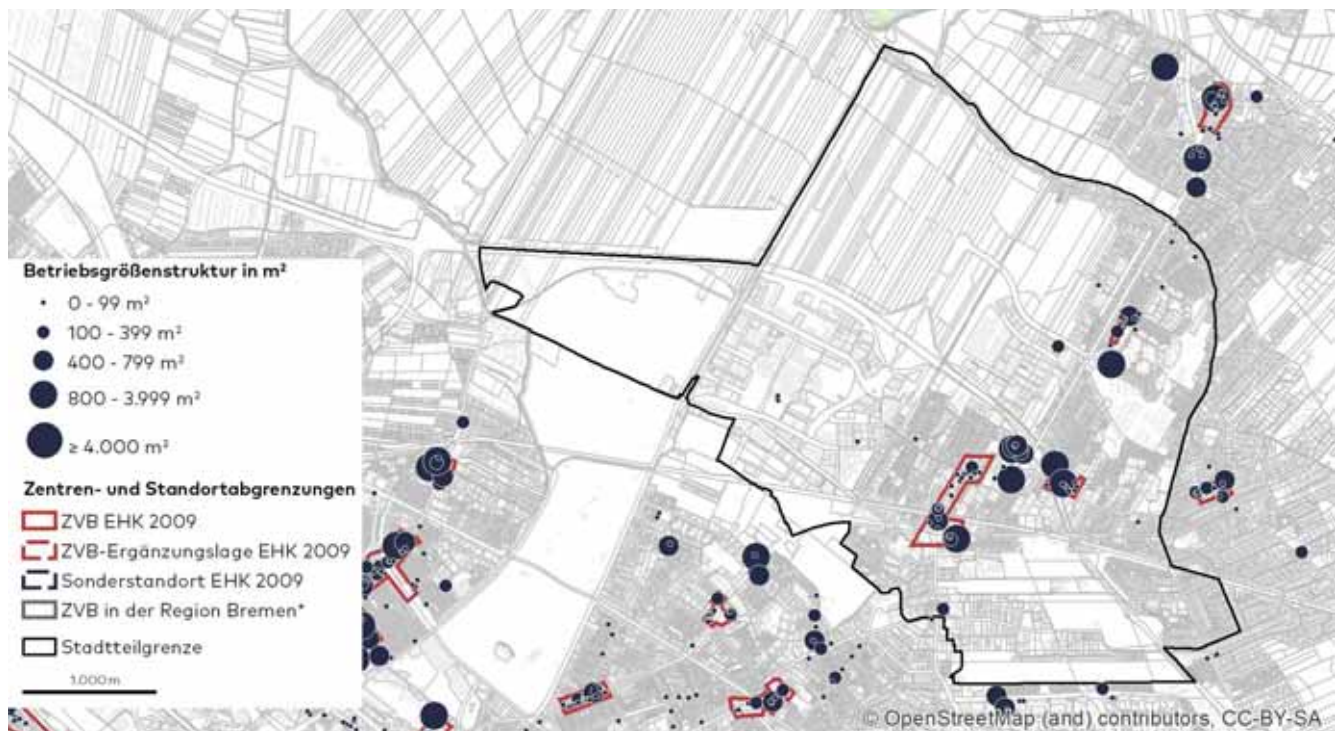 Betriebsgrößenstruktur in m²
0 - 99 m²
100 - 399 m²
400 - 799 m²
800 - 3.999 m²
≥ 4.000 m²
Zentren- und Standortabgrenzungen
ZVB EHK 2009
ZVB-Ergänzungslage EHK 2009
Sonderstandort EHK 2009
ZVB in der Region Bremen*
Stadtteilgrenze
1.000 m
© OpenStreetMap (and) contributors, CC-BY-SA